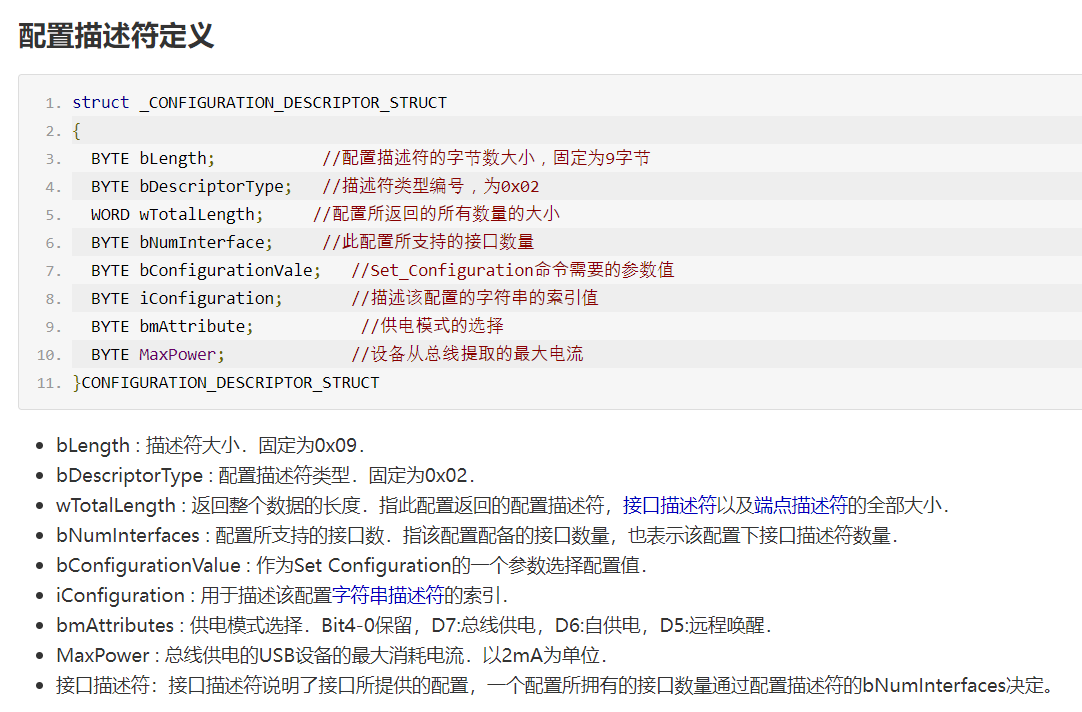 配置描述符定义
1. struct _CONFIGURATION_DESCRIPTOR_STRUCT
2. {
3. BYTE bLength; //配置描述符的字节数大小，固定为9字节
4. BYTE bDescriptorType; //描述符类型编号，为0x02
5. WORD wTotalLength; //配置所返回的所有数量的大小
6. BYTE bNumInterface; //此配置所支持的接口数量
7. BYTE bConfigurationVale; //Set_Configuration命令需要的参数值
8. BYTE iConfiguration; //描述该配置的字符串的索引值
9. BYTE bmAttribute; //供电模式的选择
10. BYTE MaxPower; //设备从总线提取的最大电流
11. }CONFIGURATION_DESCRIPTOR_STRUCT
• bLength : 描述符大小．固定为0x09．
• bDescriptorType : 配置描述符类型．固定为0x02．
• wTotalLength : 返回整个数据的长度．指此配置返回的配置描述符，接口描述符以及端点描述符的全部大小．
• bNumInterfaces : 配置所支持的接口数．指该配置配备的接口数量，也表示该配置下接口描述符数量．
• bConfigurationValue : 作为Set Configuration的一个参数选择配置值．
• iConfiguration : 用于描述该配置字符串描述符的索引．
• bmAttributes : 供电模式选择．Bit4-0保留，D7:总线供电，D6:自供电，D5:远程唤醒．
• MaxPower : 总线供电的USB设备的最大消耗电流．以2mA为单位．
• 接口描述符：接口描述符说明了接口所提供的配置，一个配置所拥有的接口数量通过配置描述符的bNumInterfaces决定。